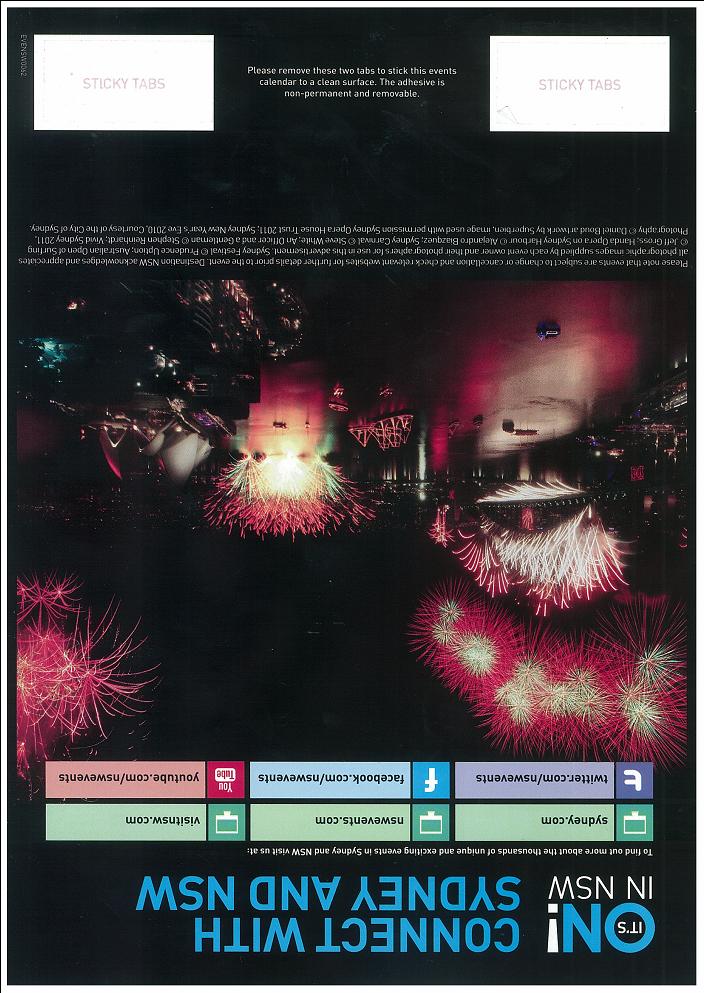 EVENSW0062
STICKY TABS
Please remove these two tabs to stick this events
calendar to a clean surface. The adhesive is
non-permanent and removable.
STICKY TABS
IT'S
ON!
IN NSW
CONNECT WITH
SYDNEY AND NSW
To find out more about the thousands of unique and exciting events in Sydney and NSW visit us at:
sydney.com
nswevents.com
visitnsw.com
twitter.com/nswevents
facebook.com/nswevents
You Tube
youtube.com/nswevents
Please note that events are subject to change or cancellation and check relevant websites for further details prior to the event. Destination NSW acknowledges and appreciates
all photographic images supplied by each event owner and their photographers for use in this advertisement. Sydney Festival © Prudence Upton; Australian Open of Surfing
© Jeff Gross; Handa Opera on Sydney Harbour © Alejandro Blazquez; Sydney Carnival © Steve White; An Officer and a Gentleman © Stephen Reinhardt; Vivid Sydney 2011,
Photography © Daniel Boud artwork by Superbien, image used with permission Sydney Opera House Trust 2011; Sydney New Year's Eve 2010, Courtesy of the City of Sydney.